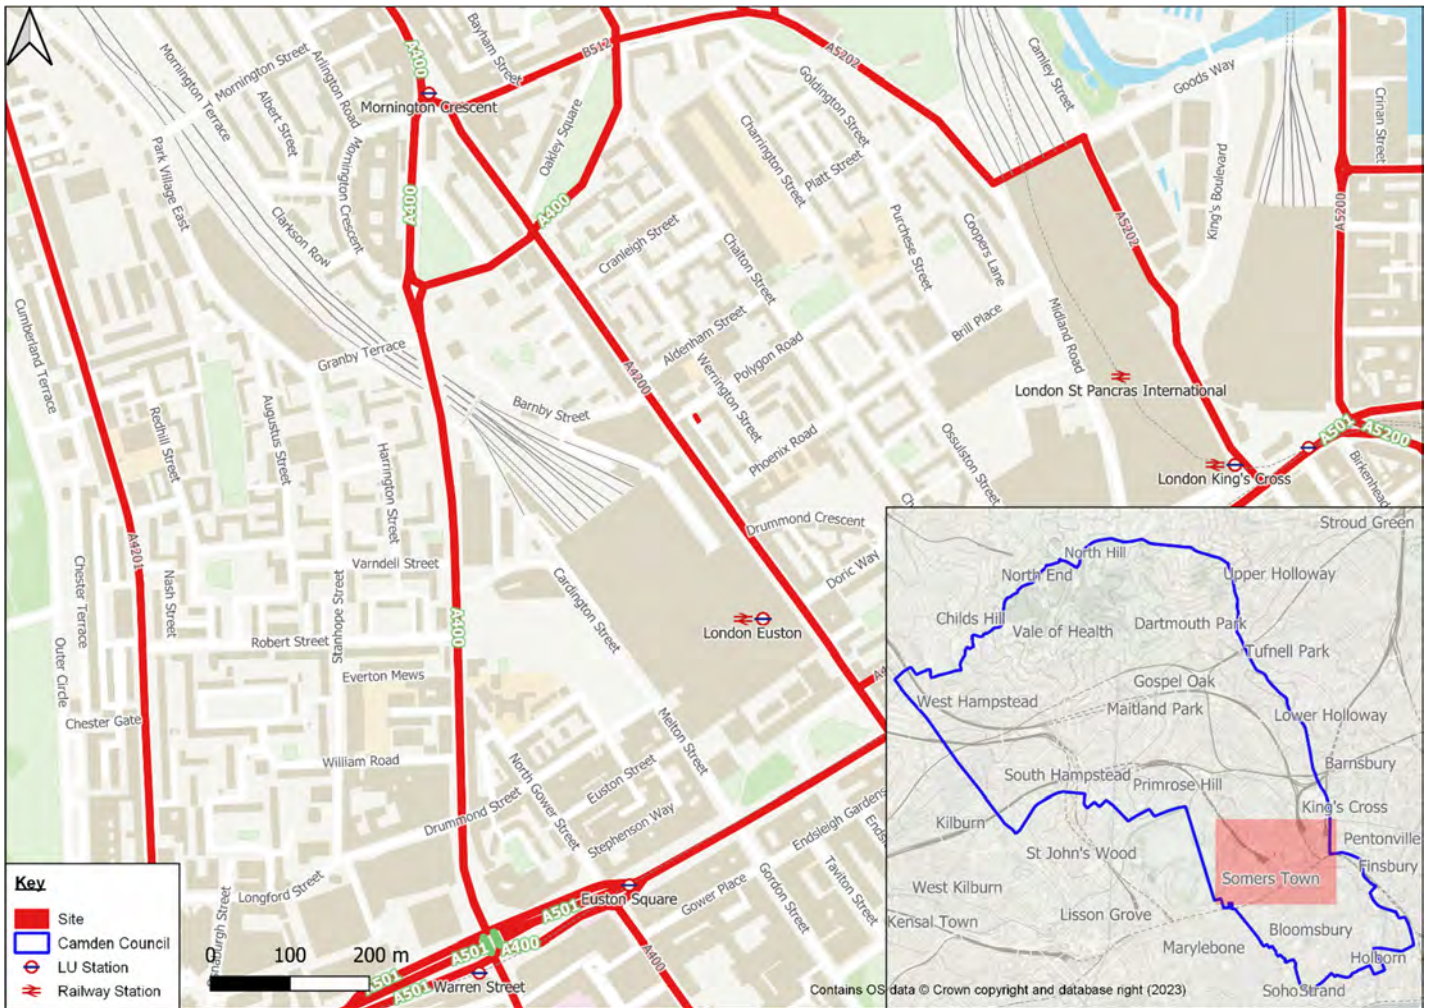 A400
B512
A5202
Bayham Street
Mornington Street
Mornington Terrace
Arlington Road
Albert Street
Mornington Crescent
Mornington Crescent
Oakley Square
Goldington Street
Charrington Street
Platt Street
Camley Street
Goods Way
Crinan Street
King's Boulevard
Park Village East
Clarkson Row
A400
A400
Cranleigh Street
Chalton Street
Purchese Street
Coopers Lane
A5202
A5200
Cumberland Terrace
Granby Terrace
Aldenham Street
Polygon Road
Werrington Street
Brill Place
Midland Road
London St Pancras International
A4200
Barnby Street
Redhill Street
Augustus Street
Harrington Street
Phoenix Road
Ossulston Street
A501
A5200
London King's Cross
Birkenhead
A4201
Drummond Crescent
Doric Way
Varndell Street
Chester Terrace
Nash Street
Stanhope Street
A400
Cardington Street
London Euston
Robert Street
Everton Mews
Outer Circle
Chester Gate
Melton Street
William Road
North Gower Street
Euston Street
Stephenson Way
Drummond Street
Endsleigh Gardens
Longford Street
Euston Square
Gower Place
Gordon Street
Taviton Street
A501
A501
A400
A400
A501
A501
Warren Street
Key
Site
Camden Council
LU Station
Railway Station
0 100 200 m
Stroud Green
North Hill
North End
Upper Holloway
Childs Hill
Vale of Health
Dartmouth Park
Tufnell Park
Gospel Oak
West Hampstead
Maitland Park
Lower Holloway
South Hampstead
Primrose Hill
Barnsbury
King's Cross
Kilburn
Pentonville
St John's Wood
Finsbury
Somers Town
West Kilburn
Lisson Grove
Kensal Town
Bloomsbury
Marylebone
Holborn
Soho
Strand
Contains OS data © Crown copyright and database right (2023)